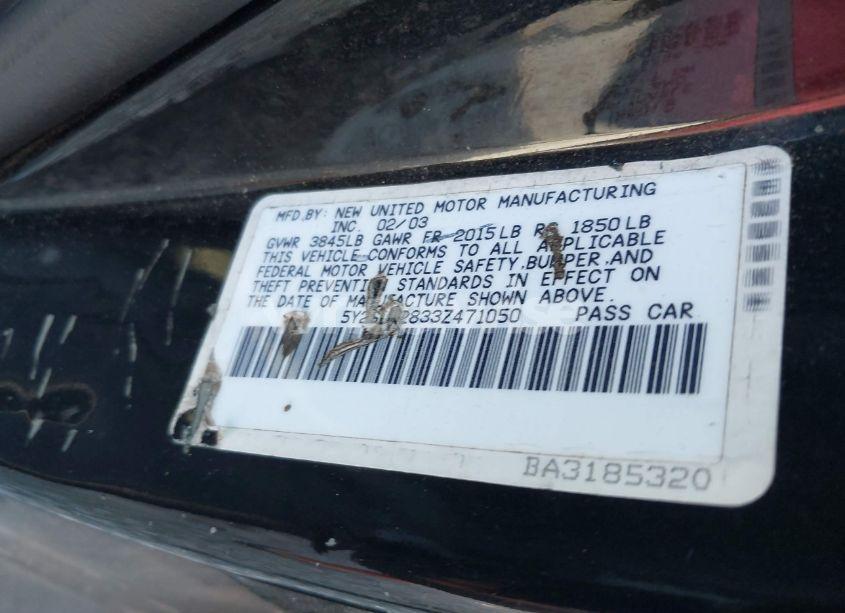 MFD.BY: NEW UNITED MOTOR MANUFACTURING
INC. 02/03
GVWR 3845LB GAWR FR 2015LB RR 1850LB
THIS VEHICLE CONFORMS TO ALL APPLICABLE
FEDERAL MOTOR VEHICLE SAFETY,BUMPER,AND
THEFT PREVENTION STANDARDS IN EFFECT ON
THE DATE OF MANUFACTURE SHOWN ABOVE.
2833Z471050 PASS CAR
BA3185320